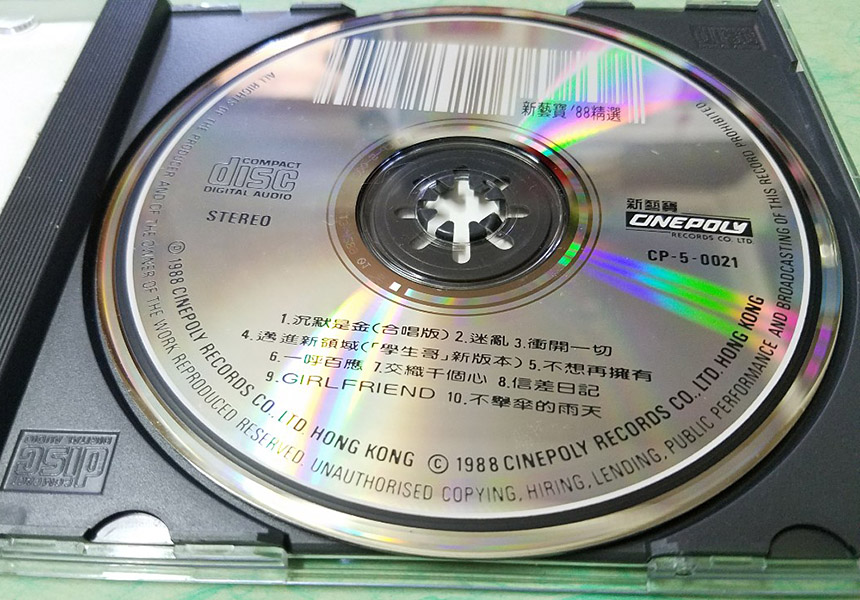 新藝寶'88精選
COMPACT
disc
DIGITAL AUDIO
STEREO
新藝寶
CINEPOLY
RECORDS CO. LTD.
CP-5-0021
1.沉默是金(合唱版) 2.迷亂 3.衝開一切
4.邁進新領域(「學生哥」新版本) 5.不想再擁有
6.一呼百應 7.交織千個心 8.信差日記
9.GIRLFRIEND 10.不舉傘的雨天
Ⓟ 1988 CINEPOLY RECORDS CO., LTD. HONG KONG © 1988 CINEPOLY RECORDS CO., LTD. HONG KONG
ALL RIGHTS OF THE PRODUCER AND OF THE OWNER OF THE WORK REPRODUCED RESERVED. UNAUTHORISED COPYING, HIRING, LENDING, PUBLIC PERFORMANCE AND BROADCASTING OF THIS RECORD PROHIBITED
COMPACT
disc
DIGITAL AUDIO